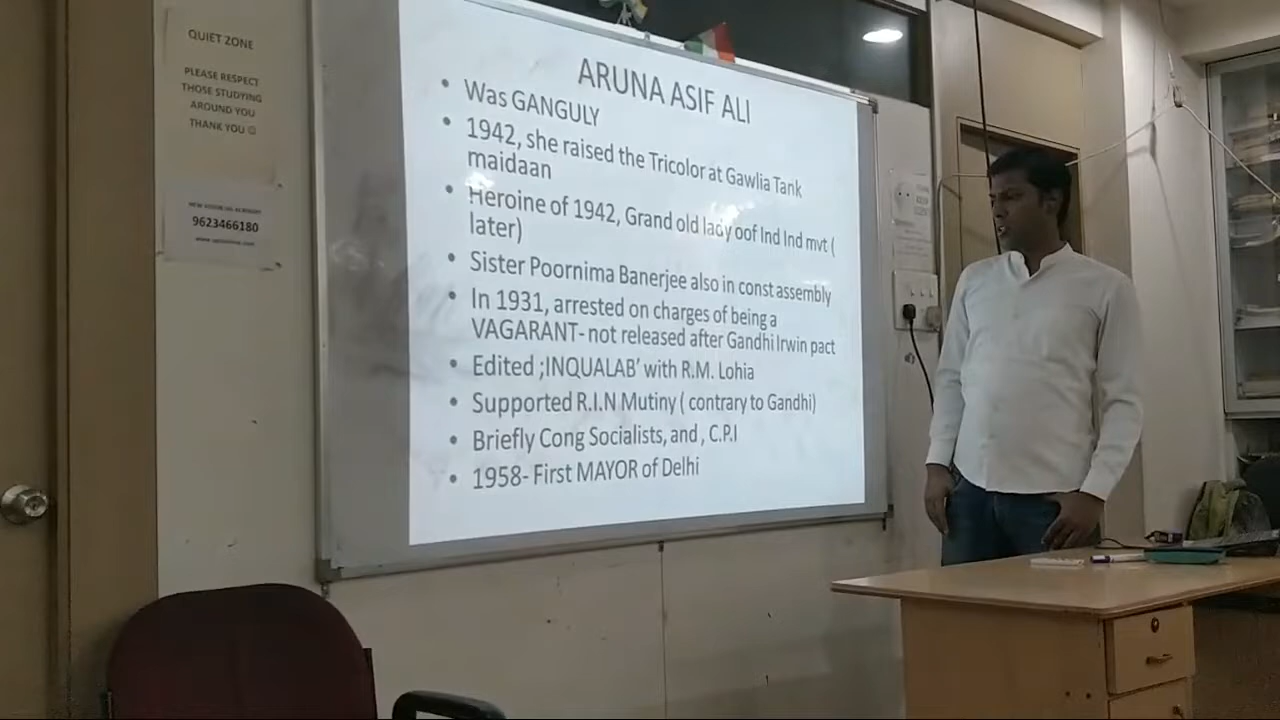 QUIET ZONE
PLEASE RESPECT
THOSE STUDYING
AROUND YOU
THANK YOU ☺
9623466180
ARUNA ASIF ALI
• Was GANGULY
• 1942, she raised the Tricolor at Gawlia Tank
maidaan
• Heroine of 1942, Grand old lady oof Ind Ind mvt (
later)
• Sister Poornima Banerjee also in const assembly
• In 1931, arrested on charges of being a
VAGARANT- not released after Gandhi Irwin pact
• Edited ;INQUALAB' with R.M. Lohia
• Supported R.I.N Mutiny ( contrary to Gandhi)
• Briefly Cong Socialists, and , C.P.I
• 1958- First MAYOR of Delhi